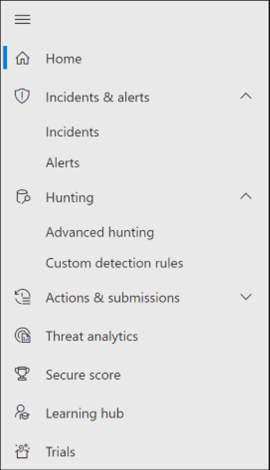 Home
Incidents & alerts
Incidents
Alerts
Hunting
Advanced hunting
Custom detection rules
Actions & submissions
Threat analytics
Secure score
Learning hub
Trials